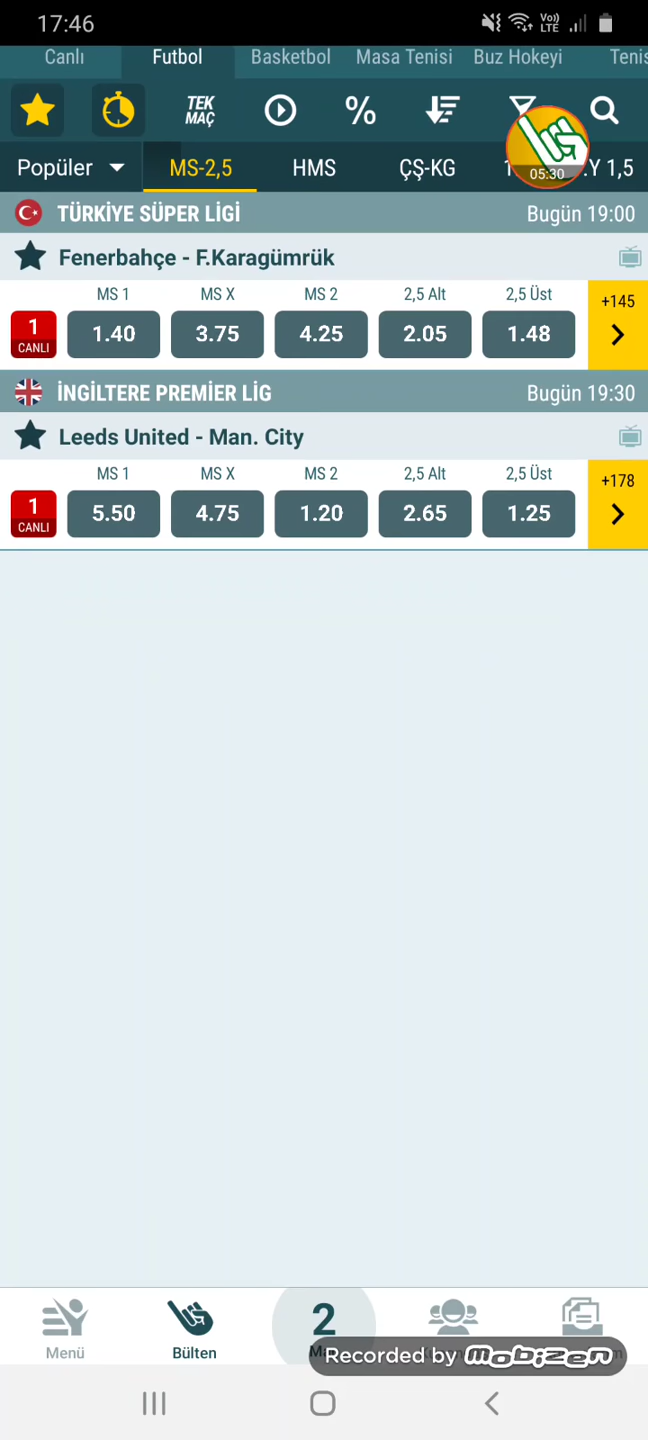 17:46
Vo))
LTE
Canlı Futbol Basketbol Masa Tenisi Buz Hokeyi Tenis
TEK
MAÇ
%
05:30
Popüler MS-2,5 HMS ÇŞ-KG .Y 1,5
TÜRKİYE SÜPER LİGİ Bugün 19:00
Fenerbahçe - F.Karagümrük
MS 1 MS X MS 2 2,5 Alt 2,5 Üst +145
1 1.40 3.75 4.25 2.05 1.48
CANLI
İNGİLTERE PREMİER LİG Bugün 19:30
Leeds United - Man. City
MS 1 MS X MS 2 2,5 Alt 2,5 Üst +178
1 5.50 4.75 1.20 2.65 1.25
CANLI
2
Menü Bülten
Recorded by mobizen